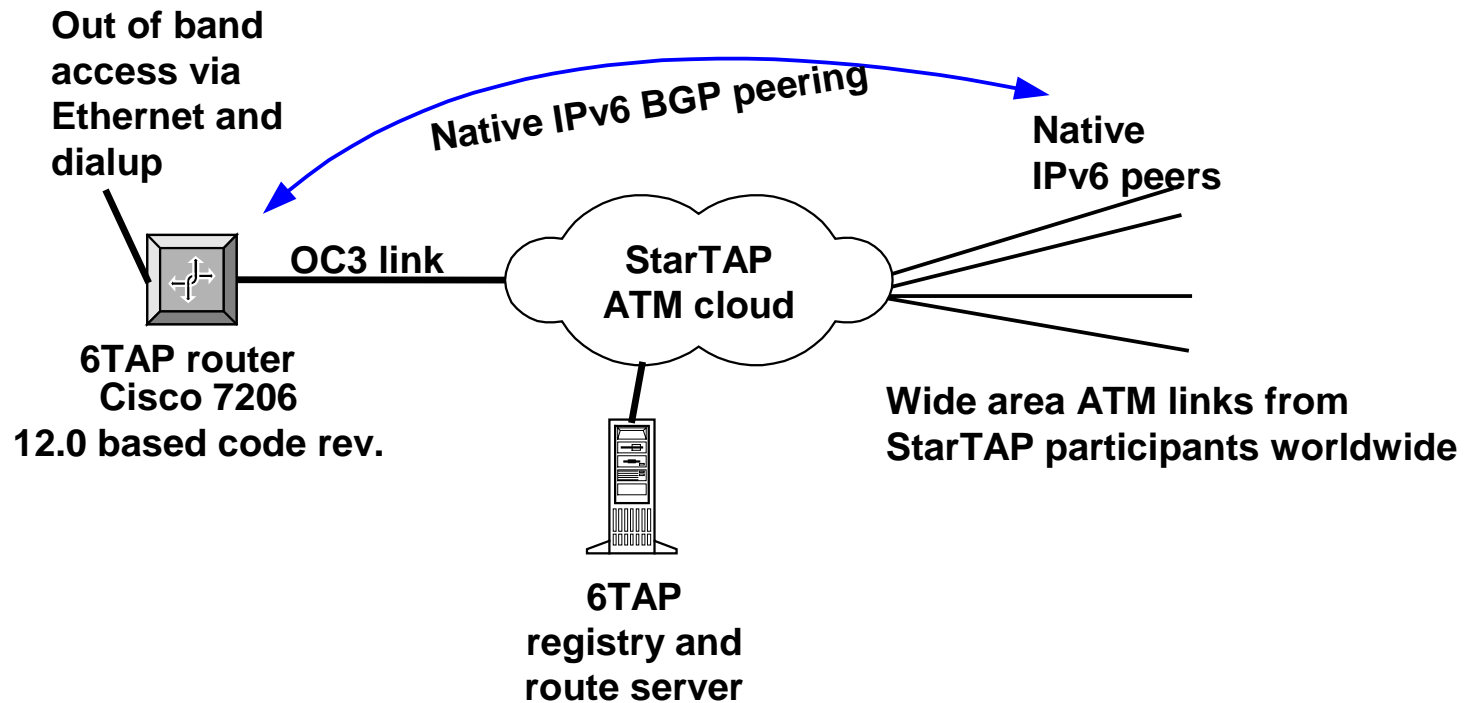 Out of band
access via
Ethernet and
dialup
Native IPv6 BGP peering
Native
IPv6 peers
OC3 link
StarTAP
ATM cloud
6TAP router
Cisco 7206
12.0 based code rev.
Wide area ATM links from
StarTAP participants worldwide
6TAP
registry and
route server